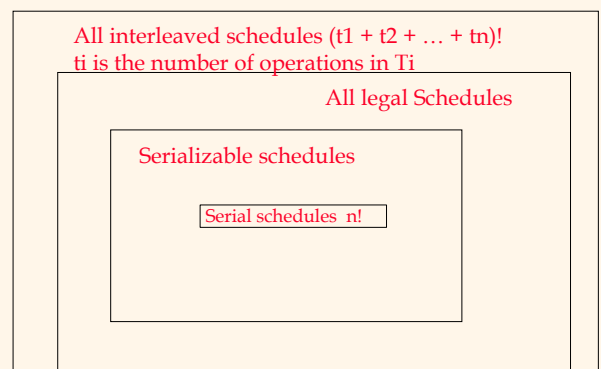 All interleaved schedules (t1 + t2 + … + tn)!
ti is the number of operations in Ti
All legal Schedules
Serializable schedules
Serial schedules n!